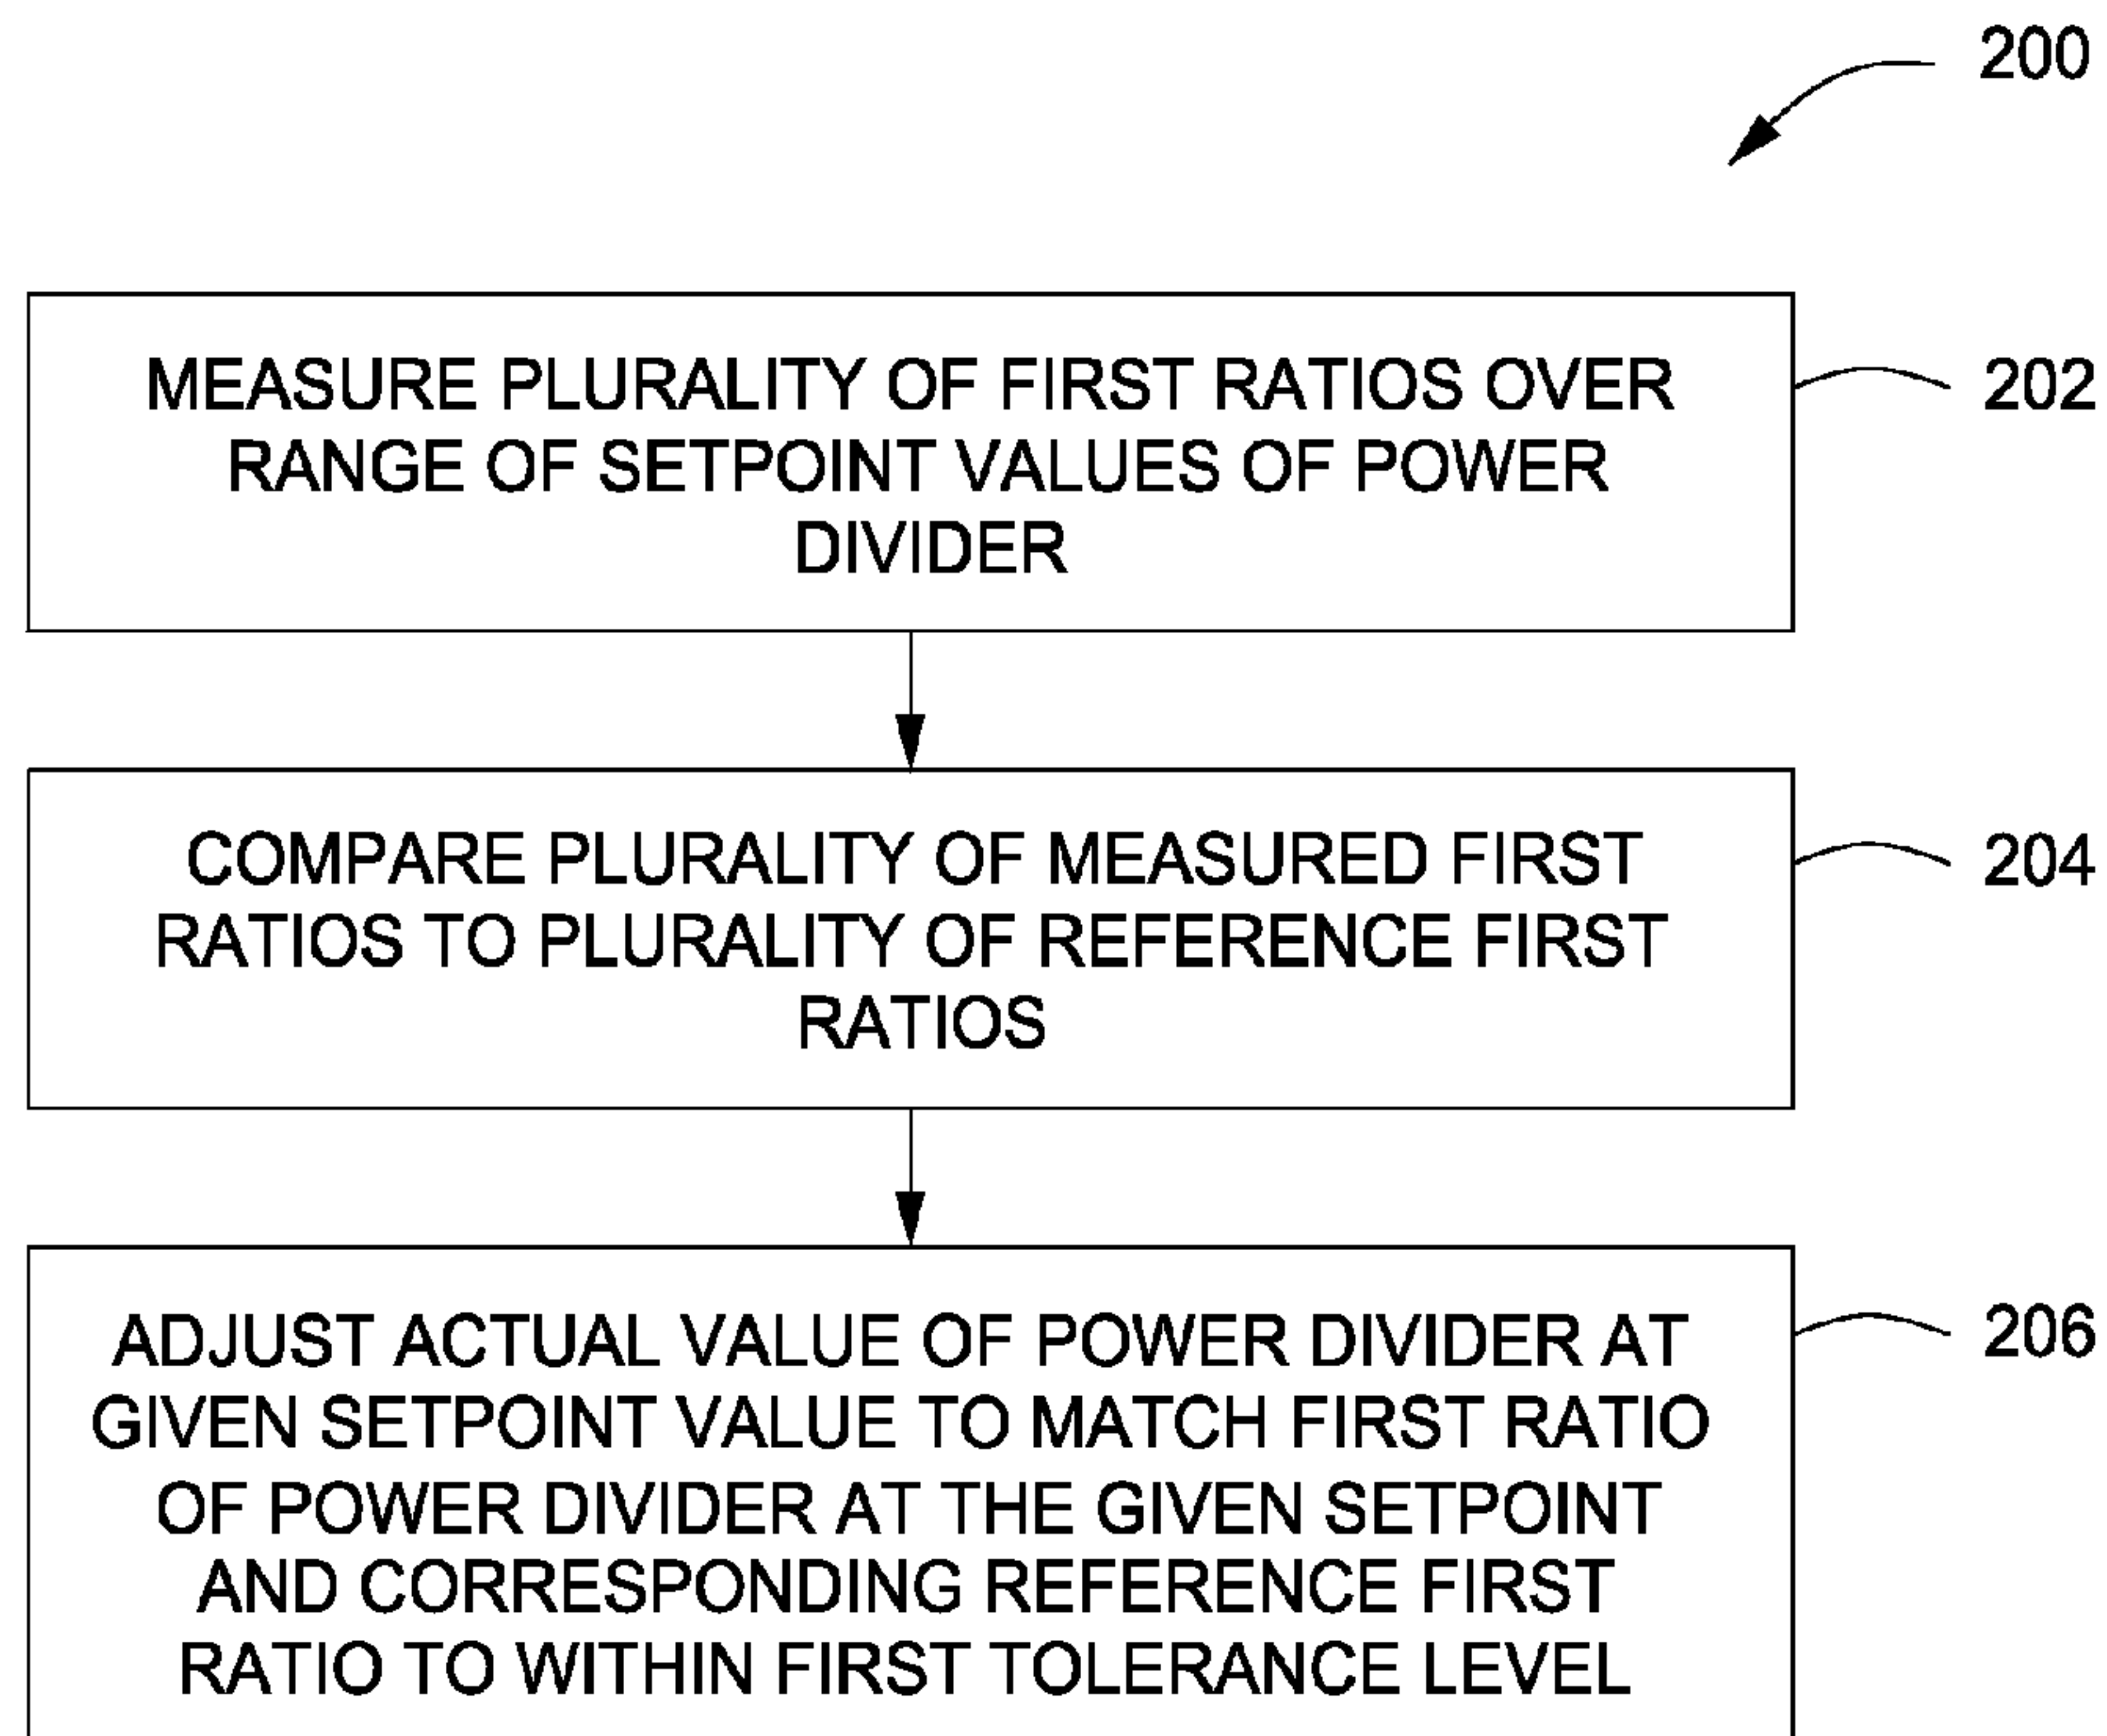 200
MEASURE PLURALITY OF FIRST RATIOS OVER
RANGE OF SETPOINT VALUES OF POWER
DIVIDER
202
COMPARE PLURALITY OF MEASURED FIRST
RATIOS TO PLURALITY OF REFERENCE FIRST
RATIOS
204
ADJUST ACTUAL VALUE OF POWER DIVIDER AT
GIVEN SETPOINT VALUE TO MATCH FIRST RATIO
OF POWER DIVIDER AT THE GIVEN SETPOINT
AND CORRESPONDING REFERENCE FIRST
RATIO TO WITHIN FIRST TOLERANCE LEVEL
206